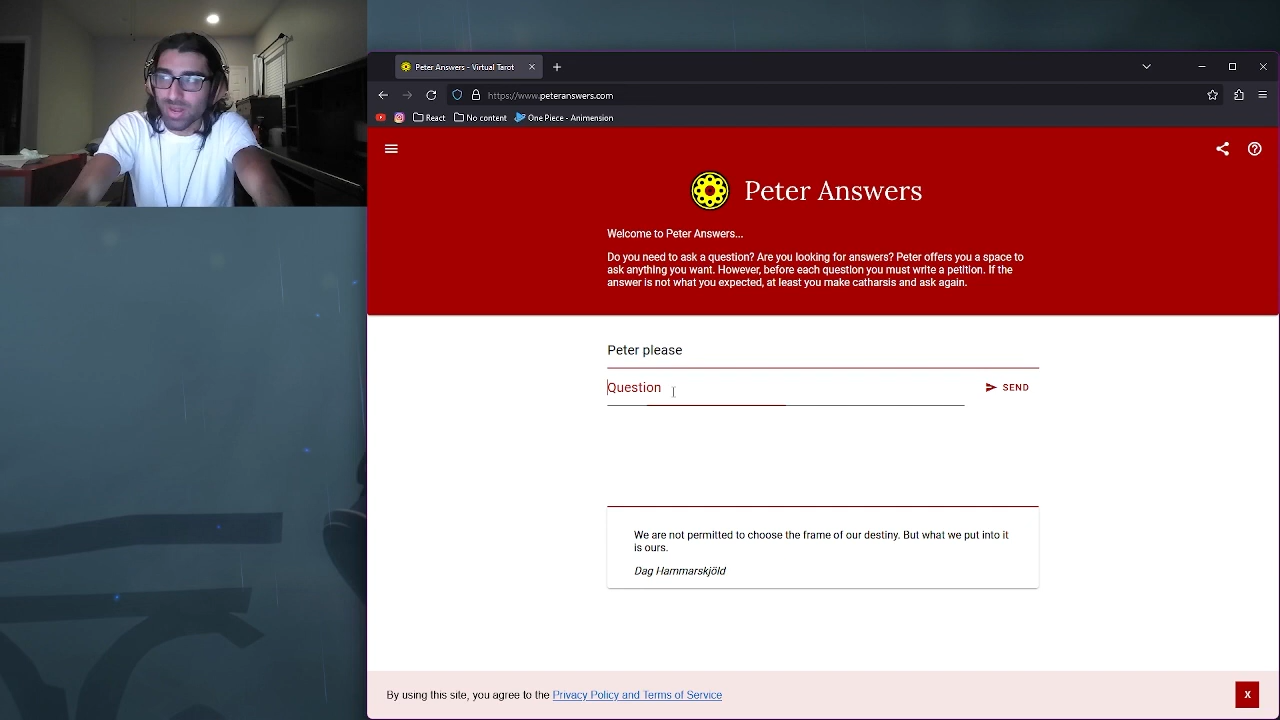 Peter Answers - Virtual Tarot
https://www.peteranswers.com
React
No content
One Piece - Animension
Peter Answers
Welcome to Peter Answers...
Do you need to ask a question? Are you looking for answers? Peter offers you a space to
ask anything you want. However, before each question you must write a petition. If the
answer is not what you expected, at least you make catharsis and ask again.
Peter please
Question
SEND
We are not permitted to choose the frame of our destiny. But what we put into it
is ours.
Dag Hammarskjöld
By using this site, you agree to the Privacy Policy and Terms of Service
X